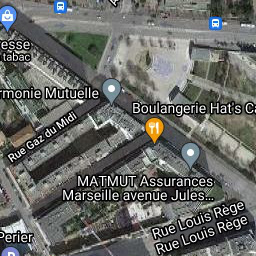 resse
tabac
rmonie Mutuelle
Boulangerie Hat's Ca
Rue Gaz du Midi
MATMUT Assurances
Marseille avenue Jules...
Rue Louis Rège
Rue Louis Rège
Perier